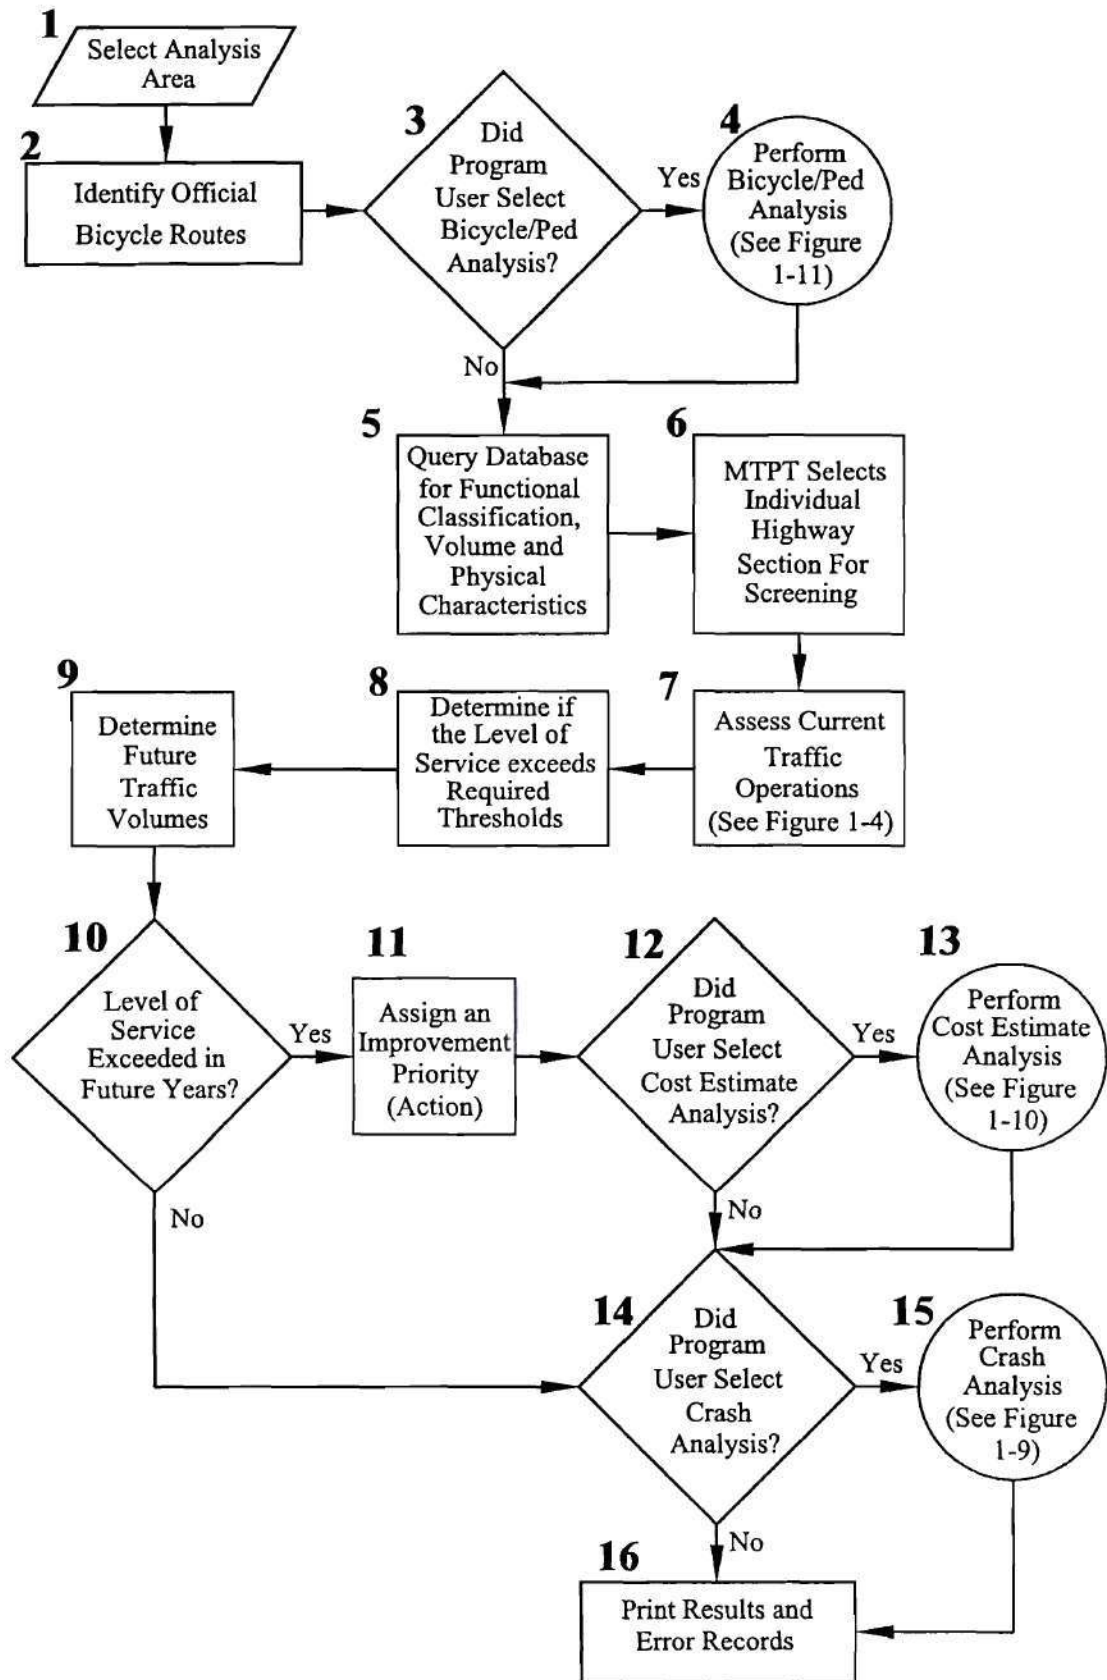 1
Select Analysis
Area
2
Identify Official
Bicycle Routes
3
Did
Program
User Select
Bicycle/Ped
Analysis?
Yes
No
4
Perform
Bicycle/Ped
Analysis
(See Figure
1-11)
5
Query Database
for Functional
Classification,
Volume and
Physical
Characteristics
6
MTPT Selects
Individual
Highway
Section For
Screening
7
Assess Current
Traffic
Operations
(See Figure 1-4)
8
Determine if
the Level of
Service exceeds
Required
Thresholds
9
Determine
Future
Traffic
Volumes
10
Level of
Service
Exceeded in
Future Years?
Yes
No
11
Assign an
Improvement
Priority
(Action)
12
Did
Program
User Select
Cost Estimate
Analysis?
Yes
No
13
Perform
Cost Estimate
Analysis
(See Figure
1-10)
14
Did
Program
User Select
Crash
Analysis?
Yes
No
15
Perform
Crash
Analysis
(See Figure
1-9)
16
Print Results and
Error Records